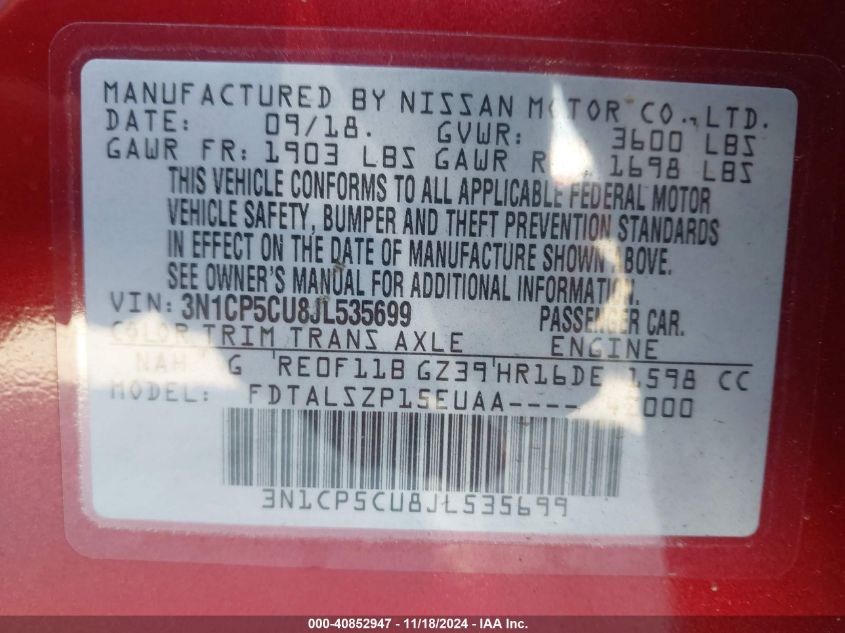 MANUFACTURED BY NISSAN MOTOR CO., LTD.
DATE: 09/18. GVWR: 3600 LBS
GAWR FR: 1903 LBS GAWR 1698 LBS
THIS VEHICLE CONFORMS TO ALL APPLICABLE FEDERAL MOTOR
VEHICLE SAFETY, BUMPER AND THEFT PREVENTION STANDARDS
IN EFFECT ON THE DATE OF MANUFACTURE SHOWN ABOVE.
SEE OWNER'S MANUAL FOR ADDITIONAL INFORMATION.
VIN: 3N1CP5CU8JL535699 PASSENGER CAR.
COLOR TRIM TRANS AXLE ENGINE
NAH G RE0F11B GZ39 HR16DE 1598 CC
MODEL: FDTALSZP15EUAA----
3N1CP5CU8JL535699
000-40852947 - 11/18/2024 - Copyright IAA, Inc.